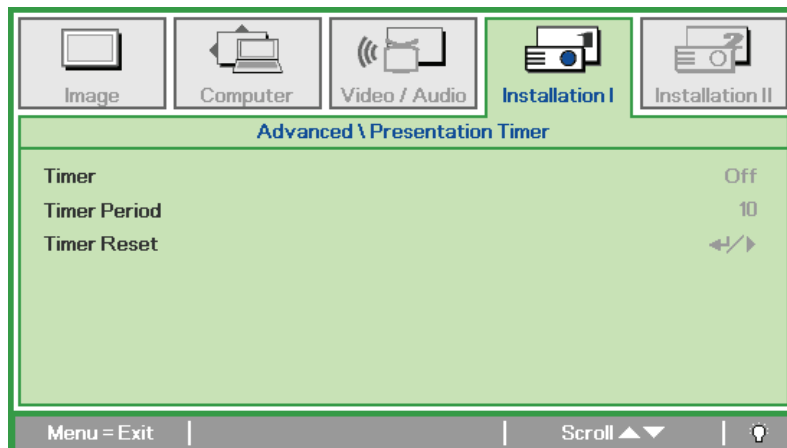 Image Computer Video / Audio Installation I Installation II
Advanced \ Presentation Timer
Timer Off
Timer Period 10
Timer Reset
Menu = Exit Scroll